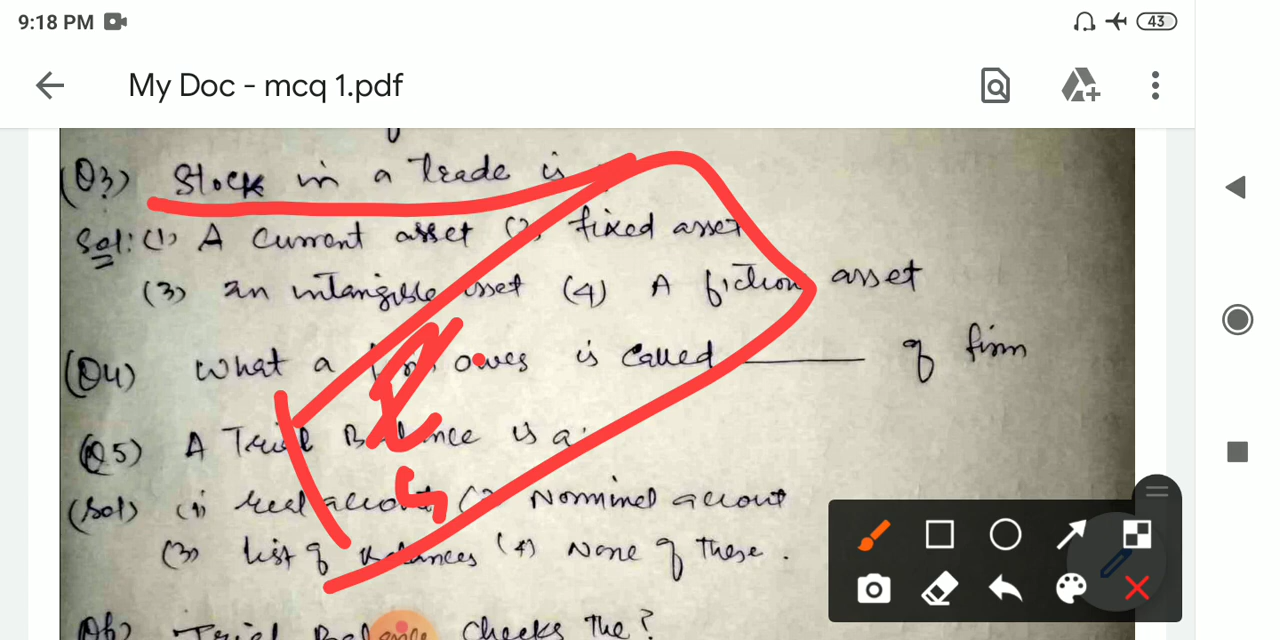 9:18 PM
43
My Doc - mcq 1.pdf
(Q3) Stock in a trade is
Sol: (1) A Current asset (2) fixed asset
(3) an intangible asset (4) A fiction asset
(Q4) What a owes is called ______ of firm
(Q5) A Trial Balance is a
(Sol) (1) real account (2) Nominal account
(3) list of Balances (4) None of These.
Q6) Trial Balance checks the?